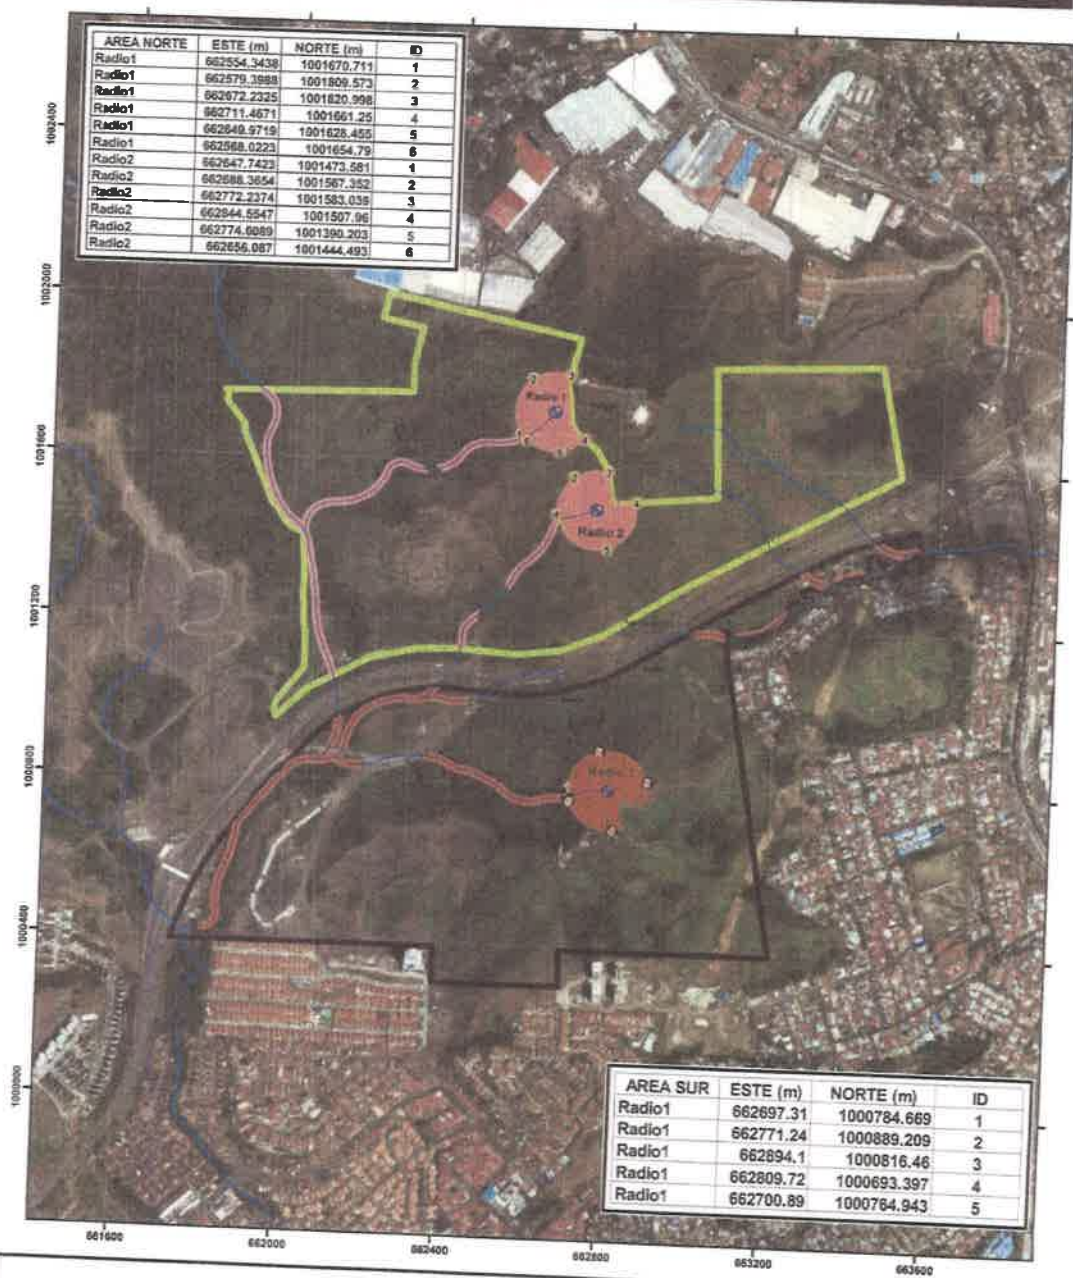 AREA NORTE ESTE (m) NORTE (m) ID
Radio1 662554.3438 1001670.711 1
Radio1 662579.3988 1001809.573 2
Radio1 662672.2325 1001820.998 3
Radio1 662711.4671 1001661.25 4
Radio1 662649.9719 1001628.455 5
Radio1 662568.0223 1001654.79 6
Radio2 662647.7423 1001473.581 1
Radio2 662688.3654 1001567.352 2
Radio2 662772.2374 1001583.039 3
Radio2 662844.5547 1001507.96 4
Radio2 662774.6089 1001390.203 5
Radio2 662656.087 1001444.493 6
1002400
1002000
1001600
1001200
1000800
1000400
1000000
Radio 1
Radio 2
AREA SUR ESTE (m) NORTE (m) ID
Radio1 662697.31 1000784.669 1
Radio1 662771.24 1000889.209 2
Radio1 662894.1 1000816.46 3
Radio1 662809.72 1000693.397 4
Radio1 662700.89 1000764.943 5
661600 662000 662400 662800 663200 663600